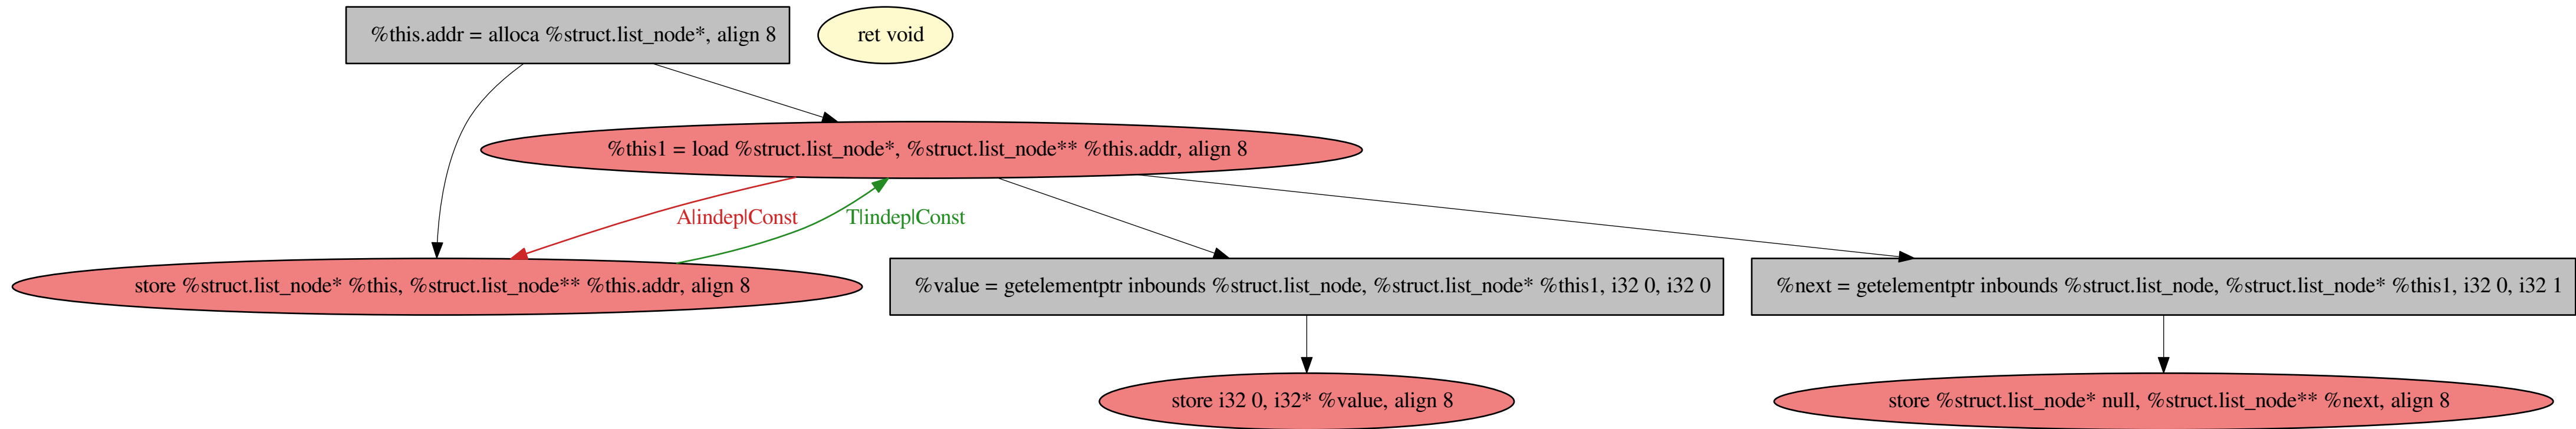 %this.addr = alloca %struct.list_node*, align 8
ret void
%this1 = load %struct.list_node*, %struct.list_node** %this.addr, align 8
A|indep|Const
T|indep|Const
store %struct.list_node* %this, %struct.list_node** %this.addr, align 8
%value = getelementptr inbounds %struct.list_node, %struct.list_node* %this1, i32 0, i32 0
%next = getelementptr inbounds %struct.list_node, %struct.list_node* %this1, i32 0, i32 1
store i32 0, i32* %value, align 8
store %struct.list_node* null, %struct.list_node** %next, align 8